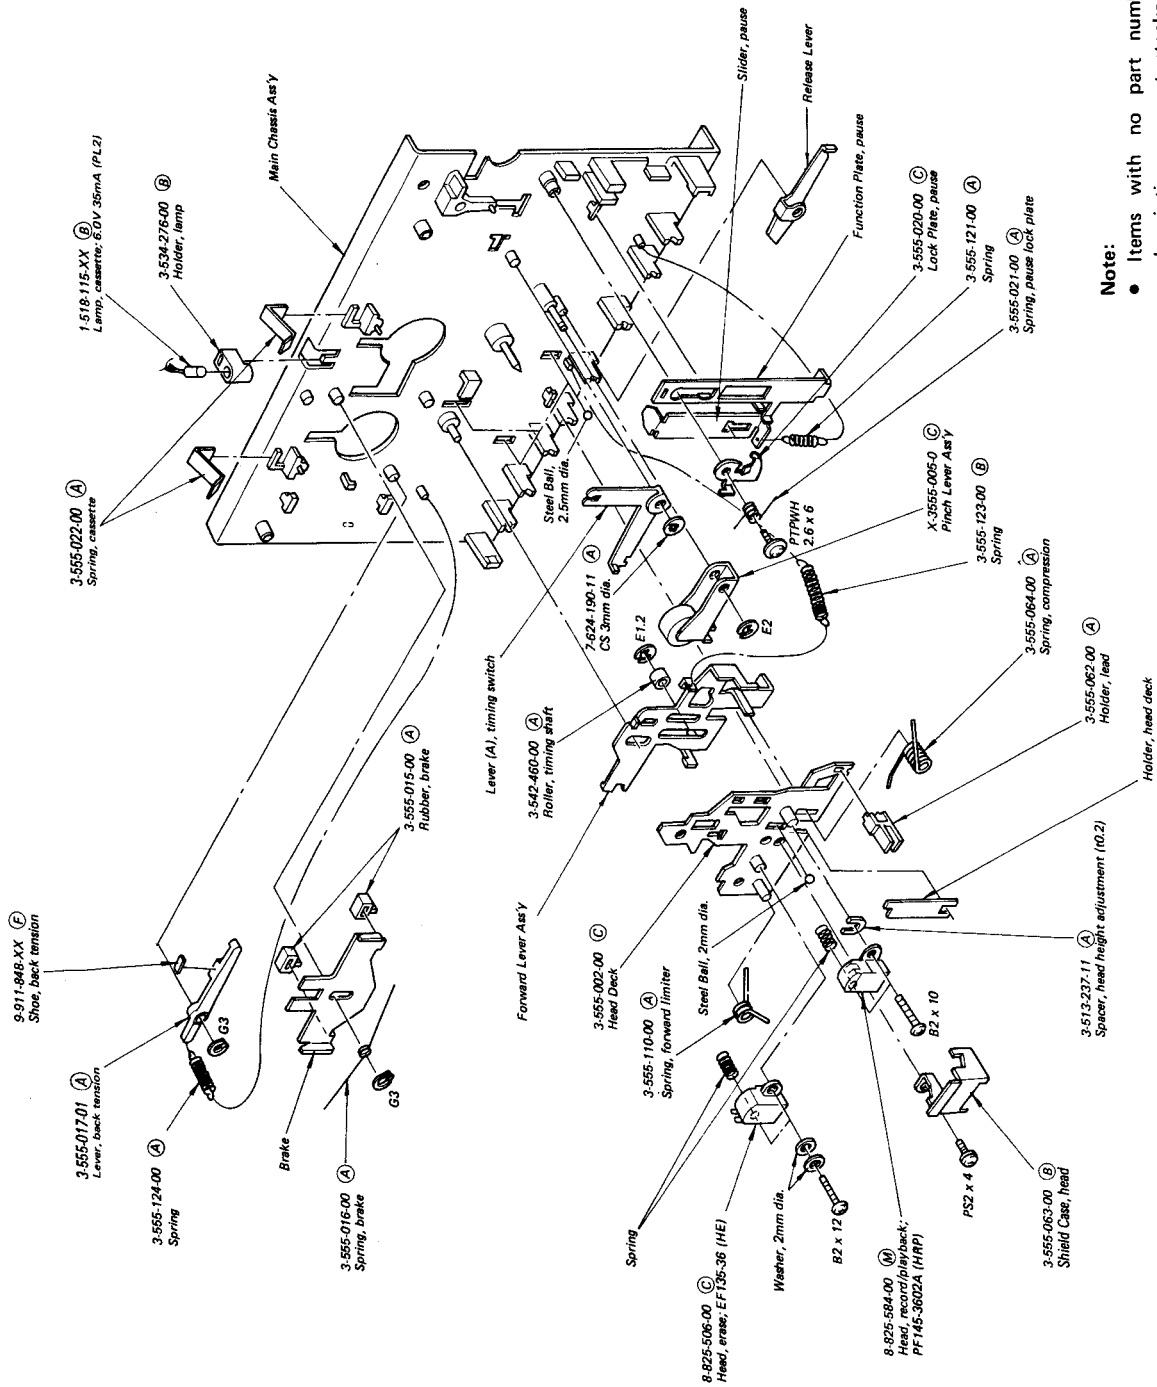 1-518-115-XX Ⓑ
Lamp, cassette; 6.0V 35mA (PL2)
3-534-276-00 Ⓑ
Holder, lamp
Main Chassis Ass'y
3-555-022-00 Ⓐ
Spring, cassette
9-911-848-XX Ⓕ
Shoe, back tension
3-555-017-01 Ⓐ
Lever, back tension
G3
3-555-124-00 Ⓐ
Spring
Brake
3-555-016-00 Ⓐ
Spring, brake
G3
3-555-015-00 Ⓐ
Rubber, brake
Steel Ball,
2.5mm dia.
Lever (A), timing switch
7-624-190-11 Ⓐ
CS 3mm dia.
3-542-460-00 Ⓐ
Roller, timing shaft
E1.2
E2
Forward Lever Ass'y
3-555-002-00 Ⓒ
Head Deck
Steel Ball, 2mm dia.
3-555-110-00 Ⓐ
Spring, forward limiter
Spring
8-825-506-00 Ⓒ
Head, erase; EF135-36 (HE)
Washer, 2mm dia.
B2 x 12
8-825-584-00 Ⓜ
Head, record/playback;
PF145-3602A (HRP)
PS2 x 4
3-555-063-00 Ⓑ
Shield Case, head
B2 x 10
3-513-237-11 Ⓐ
Spacer, head height adjustment (t0.2)
Holder, head deck
3-555-062-00 Ⓐ
Holder, lead
3-555-064-00 Ⓐ
Spring, compression
3-555-123-00 Ⓑ
Spring
X-3555-005-0 Ⓒ
Pinch Lever Ass'y
PTPWH
2.6 x 6
3-555-021-00 Ⓐ
Spring, pause lock plate
3-555-121-00 Ⓐ
Spring
3-555-020-00 Ⓒ
Lock Plate, pause
Function Plate, pause
Slider, pause
Release Lever
Note:
● Items with no part num